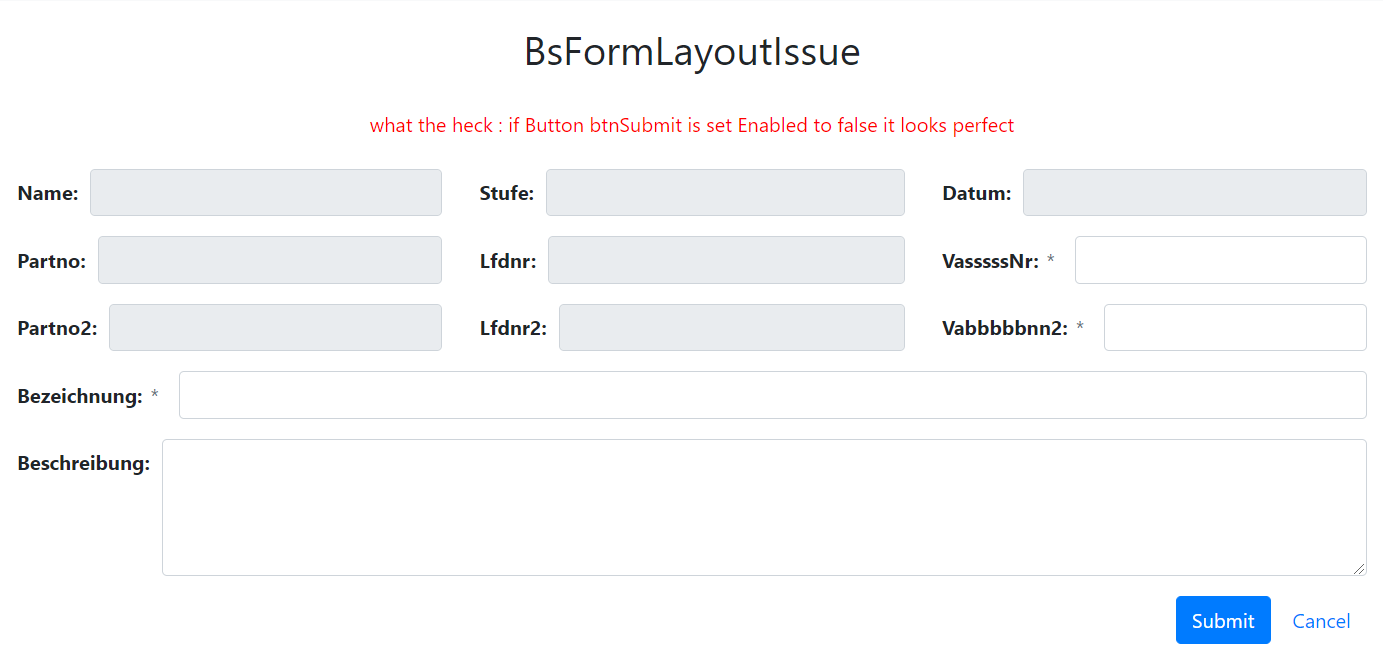 BsFormLayoutIssue
what the heck : if Button btnSubmit is set Enabled to false it looks perfect
Name: Stufe: Datum:
Partno: Lfdnr: VasssssNr: *
Partno2: Lfdnr2: Vabbbbbnn2: *
Bezeichnung: *
Beschreibung:
Submit Cancel